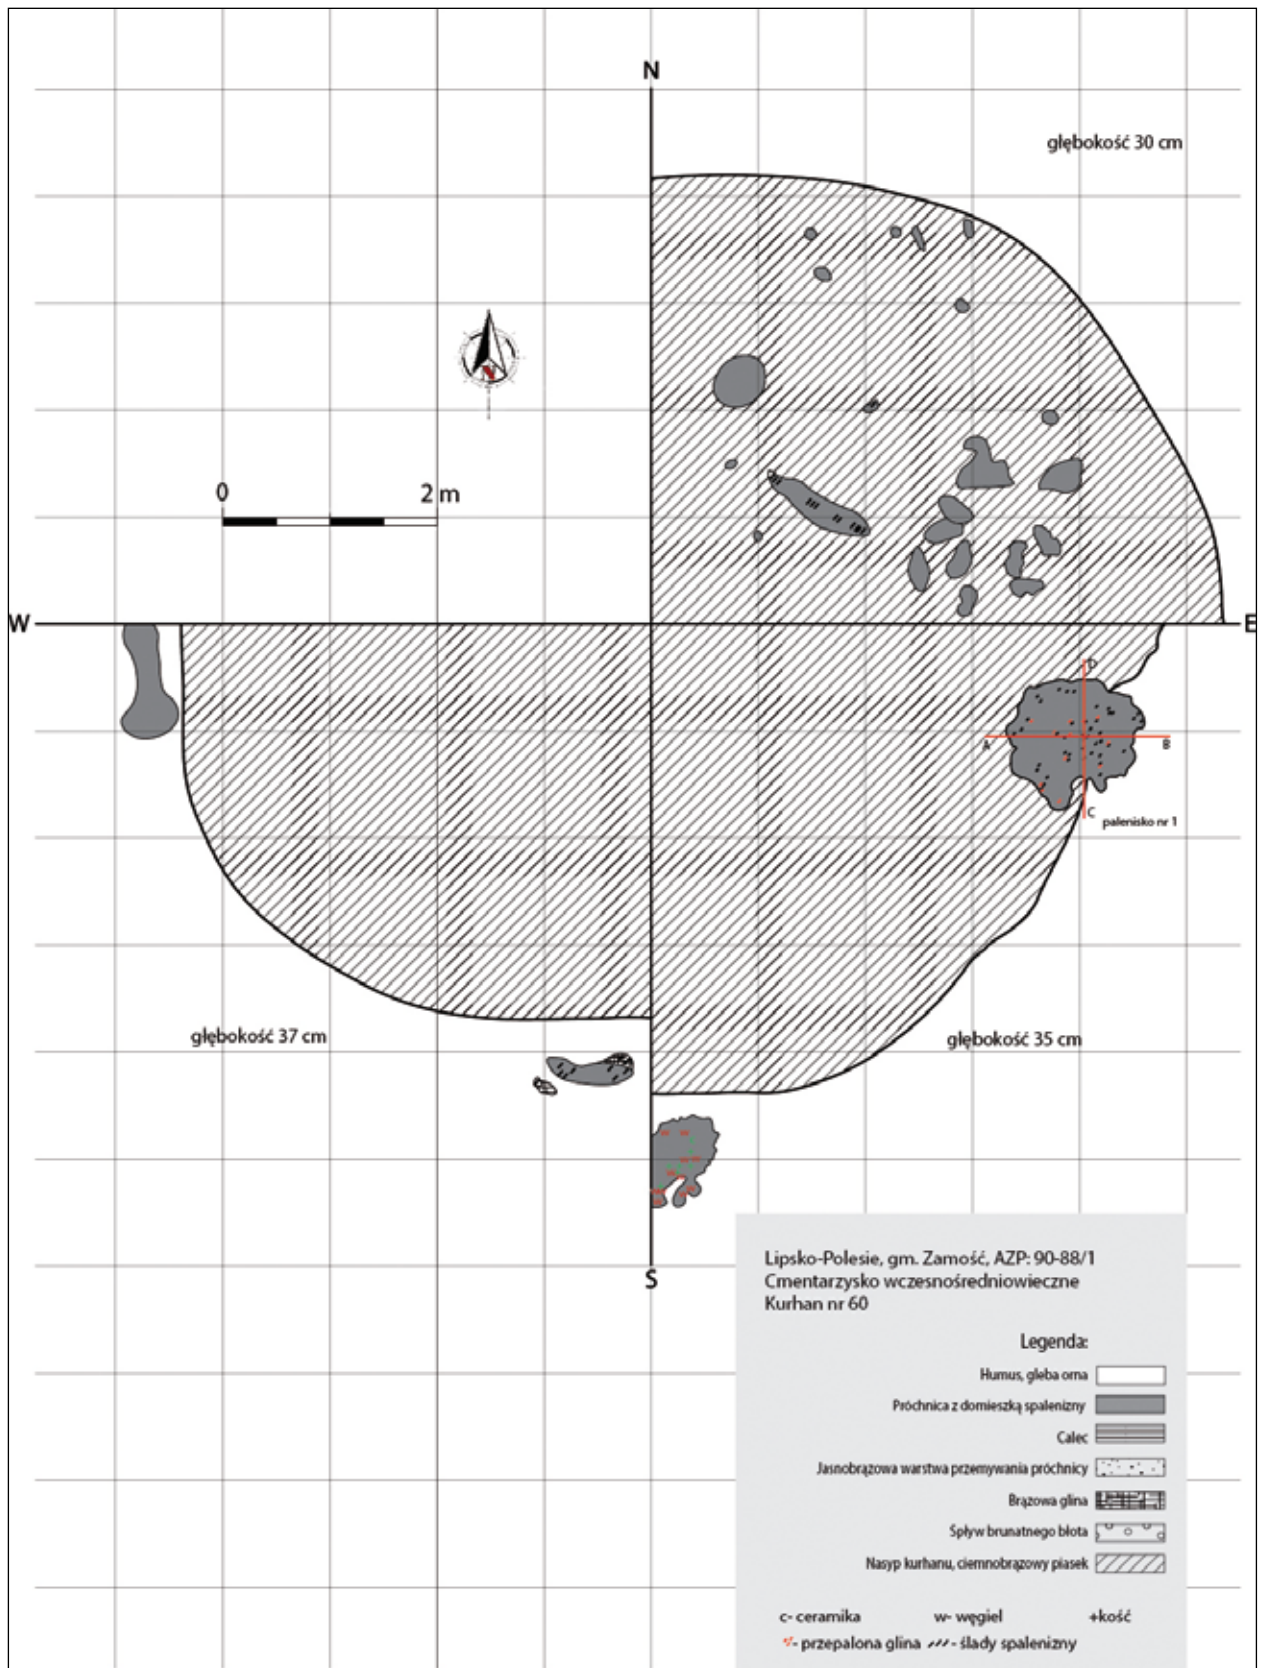 N
głębokość 30 cm
0 2 m
W E
D
A B
C
palenisko nr 1
głębokość 37 cm głębokość 35 cm
S
Lipsko-Polesie, gm. Zamość, AZP: 90-88/1
Cmentarzysko wczesnośredniowieczne
Kurhan nr 60
Legenda:
Humus, gleba orna
Próchnica z domieszką spalenizny
Calec
Jasnobrązowa warstwa przemywania próchnicy
Brązowa glina
Spływ brunatnego błota
Nasyp kurhanu, ciemnobrązowy piasek
c- ceramika w- węgiel +kość
- przepalona glina - ślady spalenizny